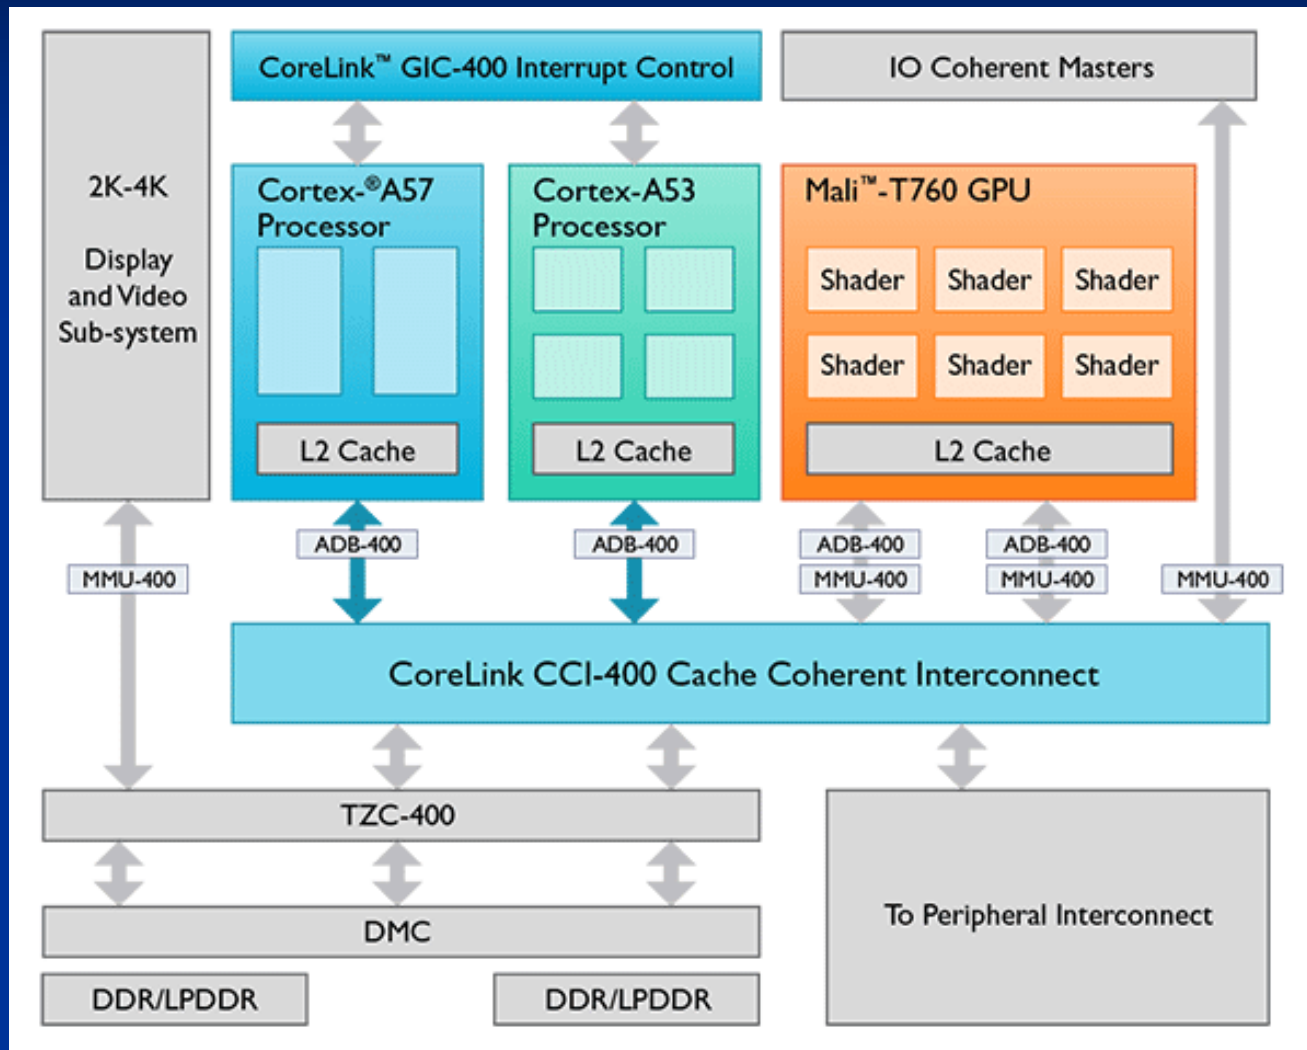 CoreLink™ GIC-400 Interrupt Control
IO Coherent Masters
2K-4K
Display
and Video
Sub-system
Cortex-®A57
Processor
L2 Cache
Cortex-A53
Processor
L2 Cache
Mali™-T760 GPU
Shader Shader Shader
Shader Shader Shader
L2 Cache
ADB-400 ADB-400 ADB-400 ADB-400
MMU-400 MMU-400 MMU-400 MMU-400
CoreLink CCI-400 Cache Coherent Interconnect
TZC-400
DMC
DDR/LPDDR DDR/LPDDR
To Peripheral Interconnect